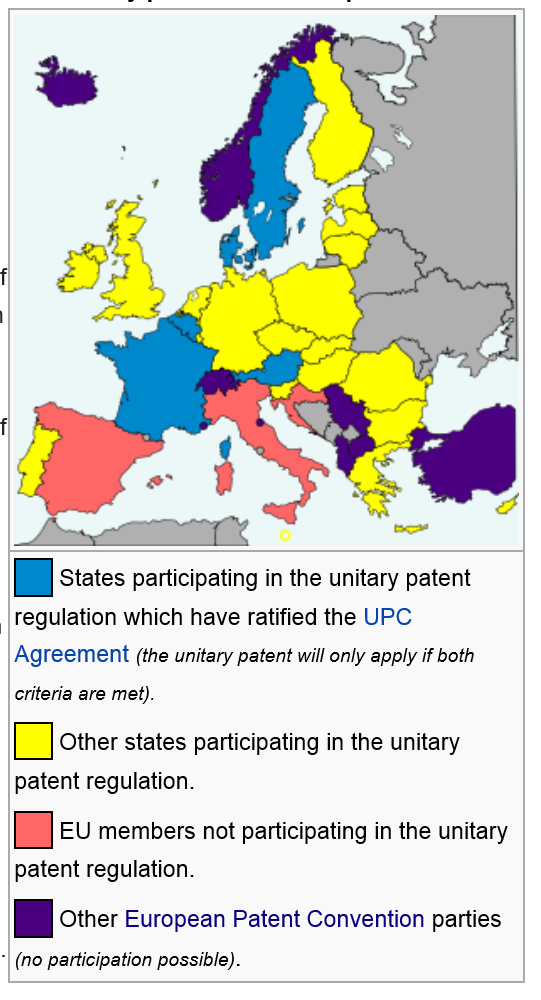 f
f
States participating in the unitary patent
regulation which have ratified the UPC
Agreement (the unitary patent will only apply if both
criteria are met).
Other states participating in the unitary
patent regulation.
EU members not participating in the unitary
patent regulation.
Other European Patent Convention parties
(no participation possible).